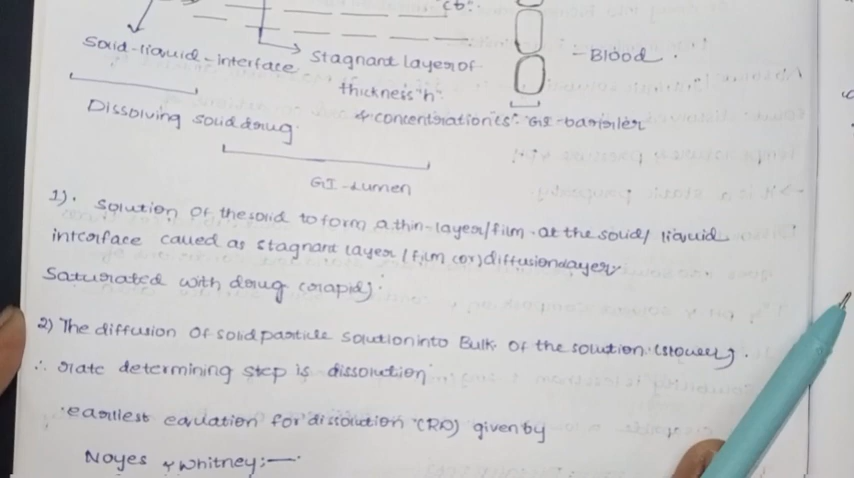 "cb".
Solid-liquid-interface
Stagnant layer of
thickness "h".
& concentration "cs".
GI-barrier
-Blood.
Dissolving solid drug.
GI-Lumen
1). Solution of the solid to form a thin-layer/film-at the solid/liquid
interface called as stagnant layer/film (or) diffusion layer
Saturated with drug (rapid).
2) The diffusion of solid particle solution into Bulk of the solution. (slower).
∴ rate determining step is dissolution
earliest equation for dissolution (RD) given by
Noyes & Whitney:-